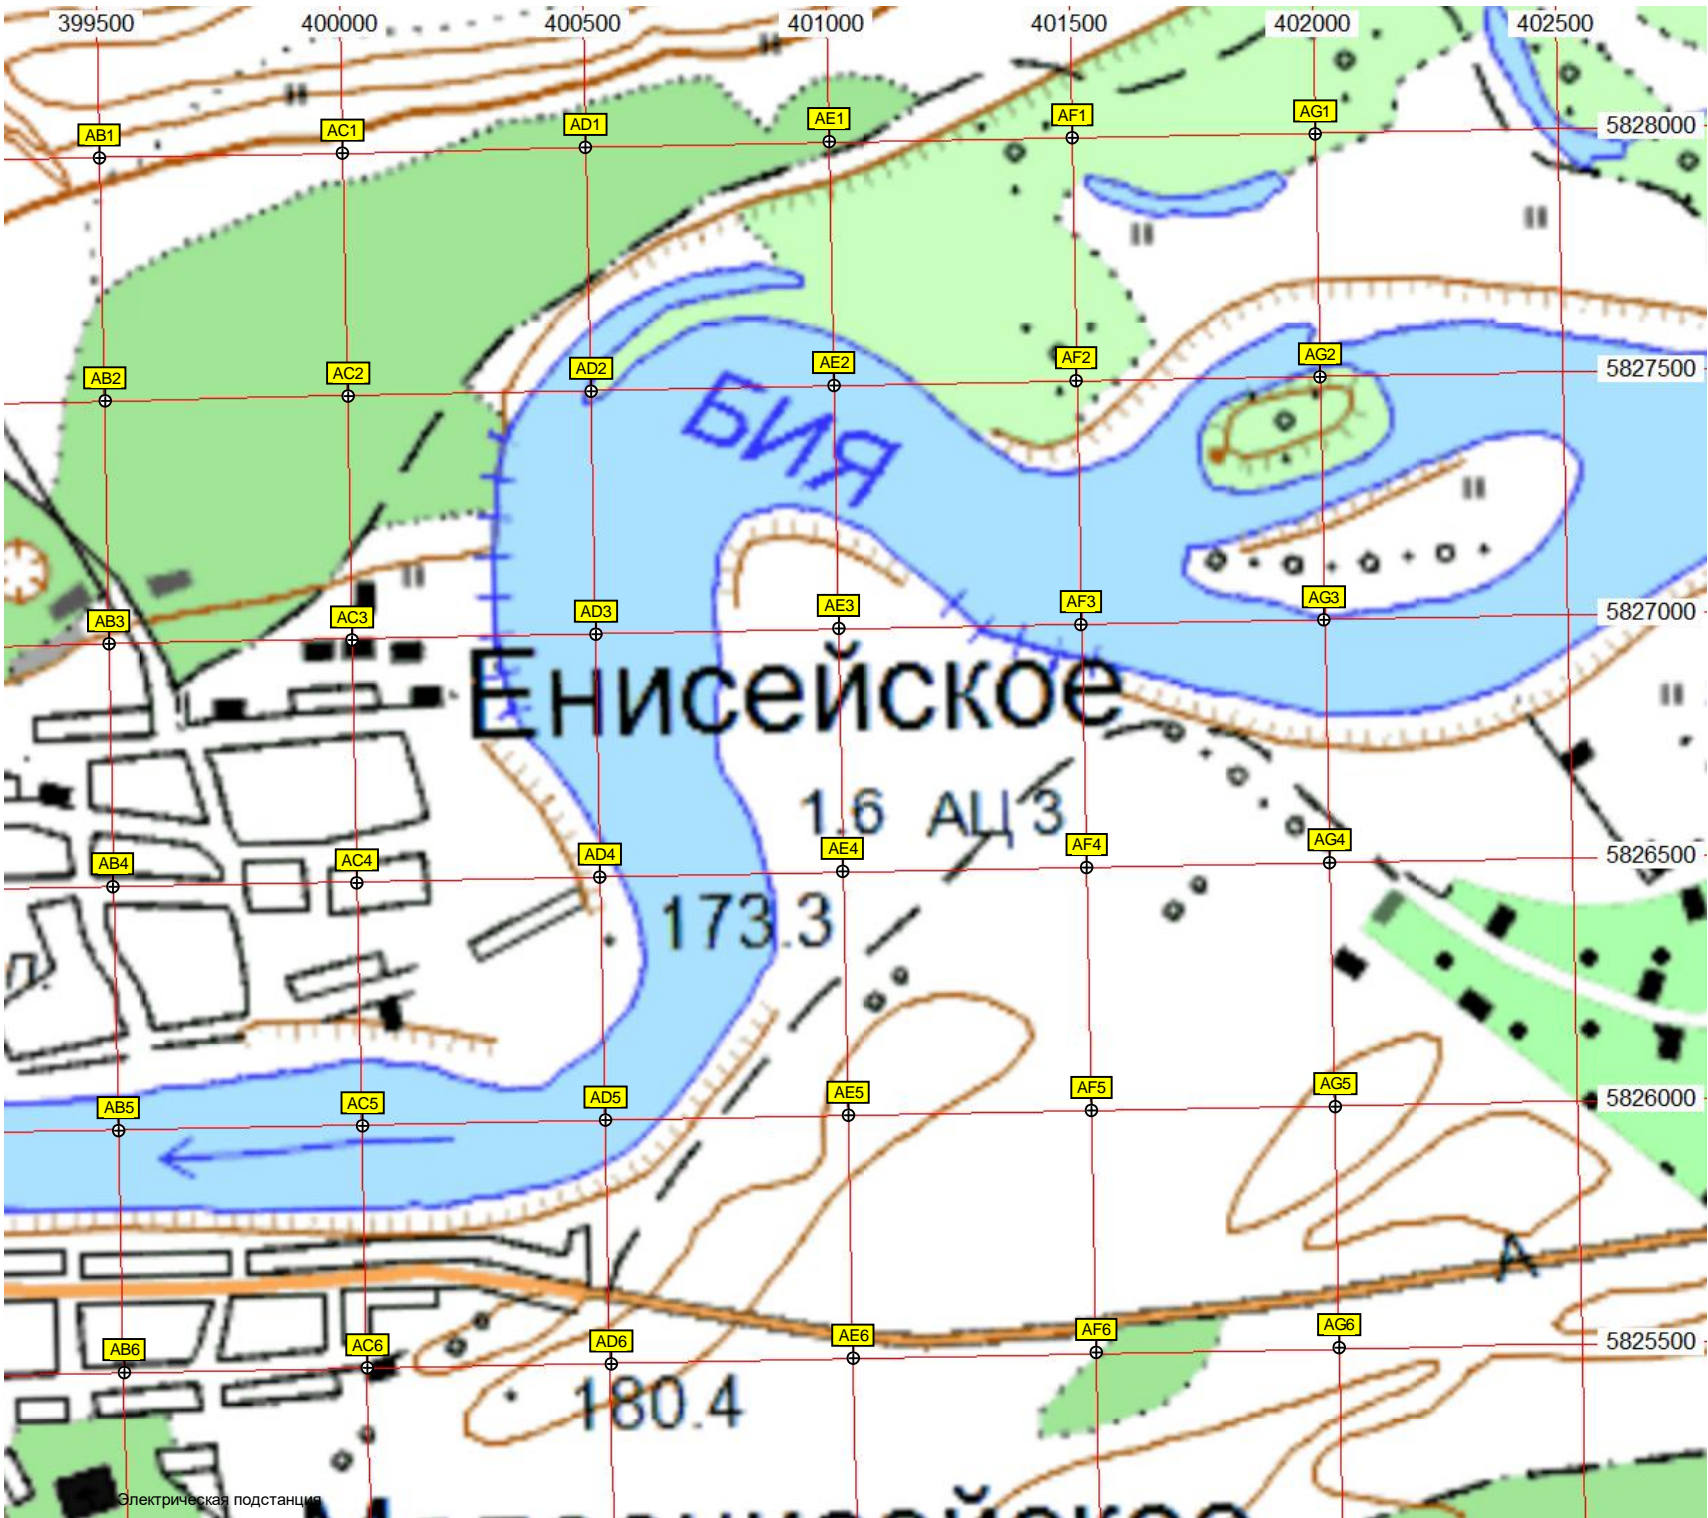 399500 400000 400500 401000 401500 402000 402500
AB1 AC1 AD1 AE1 AF1 AG1 5828000
AB2 AC2 AD2 AE2 AF2 AG2 5827500
БИЯ
AB3 AC3 AD3 AE3 AF3 AG3 5827000
Енисейское
1.6 АЦ 3
AB4 AC4 AD4 AE4 AF4 AG4 5826500
173.3
AB5 AC5 AD5 AE5 AF5 AG5 5826000
А
AB6 AC6 AD6 AE6 AF6 AG6 5825500
180.4
Электрическая подстанция